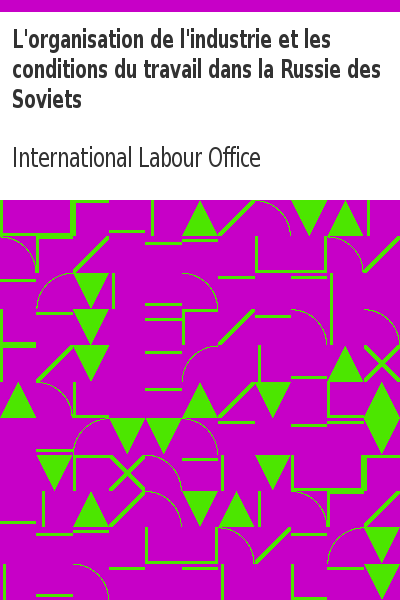 L'organisation de l'industrie et les
conditions du travail dans la Russie des
Soviets
International Labour Office